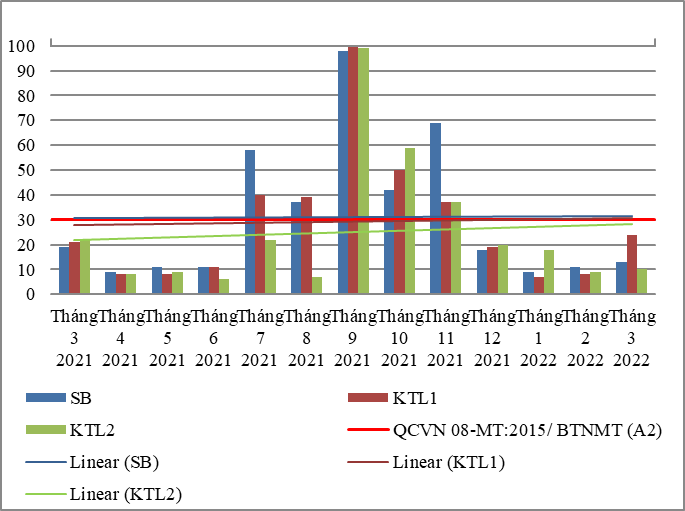 100
90
80
70
60
50
40
30
20
10
0
Tháng Tháng Tháng Tháng Tháng Tháng Tháng Tháng Tháng Tháng Tháng Tháng Tháng
3 4 5 6 7 8 9 10 11 12 1 2 3
2021 2021 2021 2021 2021 2021 2021 2021 2021 2021 2022 2022 2022
SB KTL1
KTL2 QCVN 08-MT:2015/ BTNMT (A2)
Linear (SB) Linear (KTL1)
Linear (KTL2)